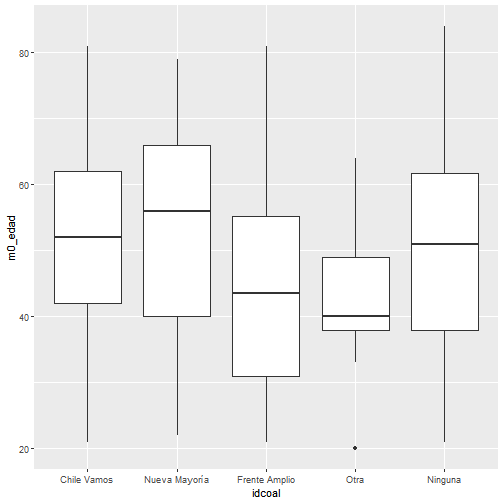 m0_edad
80
60
40
20
Chile Vamos
Nueva Mayoría
Frente Amplio
Otra
Ninguna
idcoal